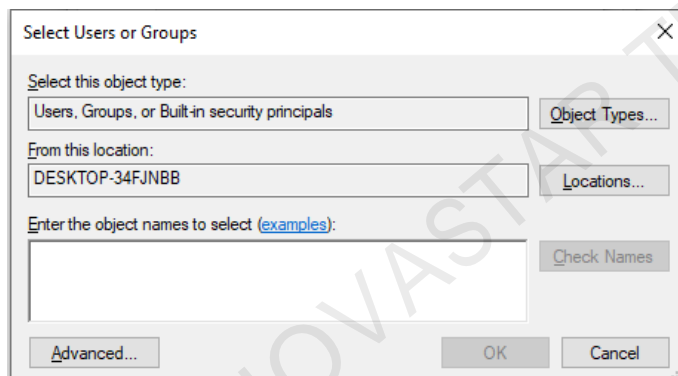 Select Users or Groups
Select this object type:
Users, Groups, or Built-in security principals
Object Types...
From this location:
DESKTOP-34FJNBB
Locations...
Enter the object names to select (examples):
Check Names
Advanced...
OK
Cancel
NOVASTAR T